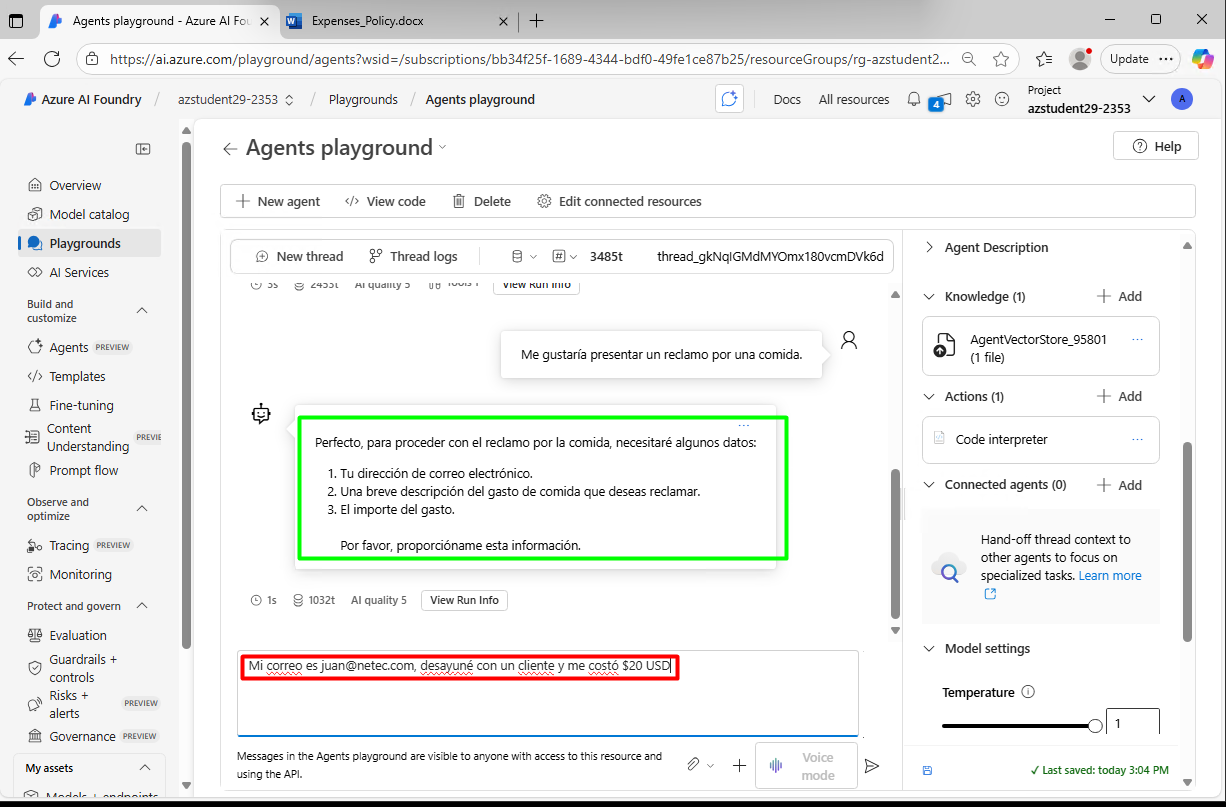 Agents playground - Azure AI Fou
Expenses_Policy.docx
https://ai.azure.com/playground/agents?wsid=/subscriptions/bb34f25f-1689-4344-bdf0-49fe1ce87b25/resourceGroups/rg-azstudent2...
Update
Azure AI Foundry / azstudent29-2353 / Playgrounds / Agents playground
Docs
All resources
4
Project
azstudent29-2353
A
Overview
Model catalog
Playgrounds
AI Services
Build and
customize
Agents PREVIEW
Templates
Fine-tuning
Content
Understanding PREVIE
Prompt flow
Observe and
optimize
Tracing PREVIEW
Monitoring
Protect and govern
Evaluation
Guardrails +
controls
Risks +
alerts PREVIEW
Governance PREVIEW
My assets
Models + endpoints
Agents playground
Help
New agent
View code
Delete
Edit connected resources
New thread
Thread logs
3485t
thread_gkNqIGMdMYOmx180vcmDVk6d
3s 2453t AI quality 5 Tools 1 View Run Info
Me gustaría presentar un reclamo por una comida.
Perfecto, para proceder con el reclamo por la comida, necesitaré algunos datos:
1. Tu dirección de correo electrónico.
2. Una breve descripción del gasto de comida que deseas reclamar.
3. El importe del gasto.
Por favor, proporcióname esta información.
1s 1032t AI quality 5 View Run Info
Mi correo es juan@netec.com, desayuné con un cliente y me costó $20 USD
Messages in the Agents playground are visible to anyone with access to this resource and
using the API.
Voice
mode
Agent Description
Knowledge (1)
Add
AgentVectorStore_95801
(1 file)
Actions (1)
Add
Code interpreter
Connected agents (0)
Add
Hand-off thread context to
other agents to focus on
specialized tasks. Learn more
Model settings
Temperature
1
Last saved: today 3:04 PM